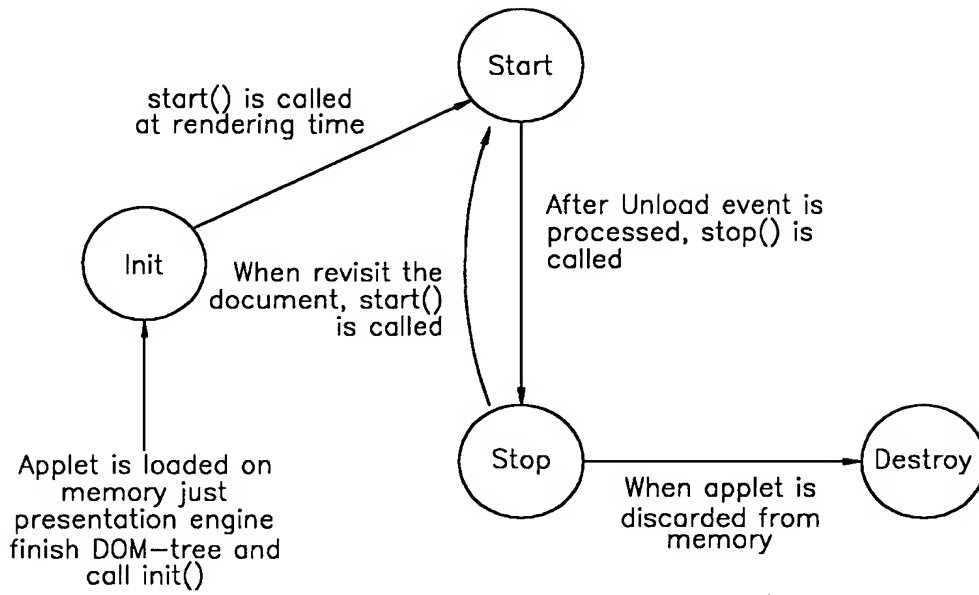 Start
start() is called
at rendering time
After Unload event is
processed, stop() is
called
Init
When revisit the
document, start()
is called
Stop
Destroy
Applet is loaded on
memory just
presentation engine
finish DOM-tree and
call init()
When applet is
discarded from
memory